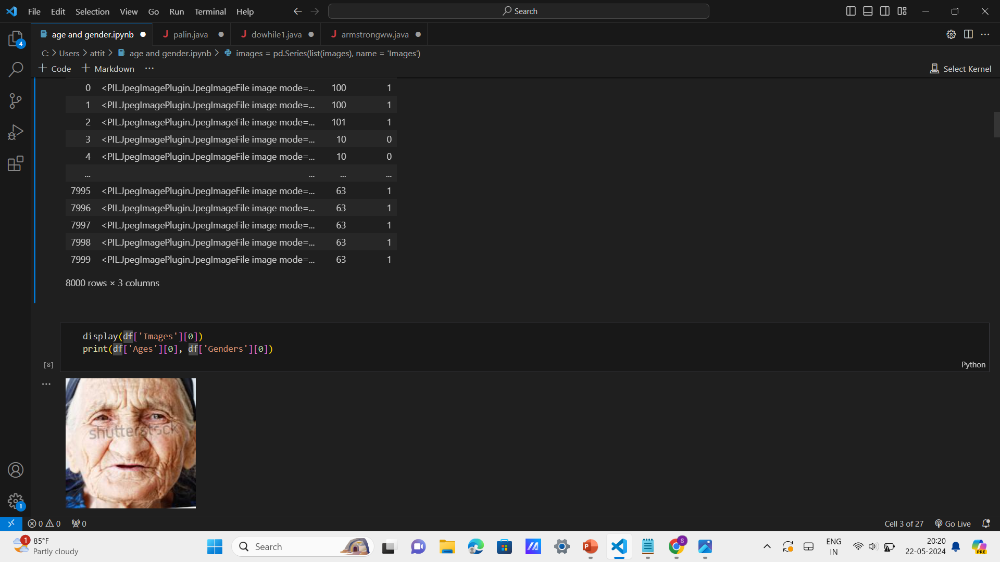 File Edit Selection View Go Run Terminal Help
Search
age and gender.ipynb palin.java dowhile1.java armstrongww.java
4
C: Users attit age and gender.ipynb images = pd.Series(list(images), name = 'Images')
Code Markdown ...
Select Kernel
0 <PIL.JpegImagePlugin.JpegImageFile image mode=... 100 1
1 <PIL.JpegImagePlugin.JpegImageFile image mode=... 100 1
2 <PIL.JpegImagePlugin.JpegImageFile image mode=... 101 1
3 <PIL.JpegImagePlugin.JpegImageFile image mode=... 10 0
4 <PIL.JpegImagePlugin.JpegImageFile image mode=... 10 0
... ... ... ...
7995 <PIL.JpegImagePlugin.JpegImageFile image mode=... 63 1
7996 <PIL.JpegImagePlugin.JpegImageFile image mode=... 63 1
7997 <PIL.JpegImagePlugin.JpegImageFile image mode=... 63 1
7998 <PIL.JpegImagePlugin.JpegImageFile image mode=... 63 1
7999 <PIL.JpegImagePlugin.JpegImageFile image mode=... 63 1
8000 rows × 3 columns
display(df['Images'][0])
print(df['Ages'][0], df['Genders'][0])
[8]
Python
...
shutterstock
1
0 0 0
Cell 3 of 27 Go Live
1 85°F
Partly cloudy
Search
P
S
ENG
IN
20:20
22-05-2024
PRE